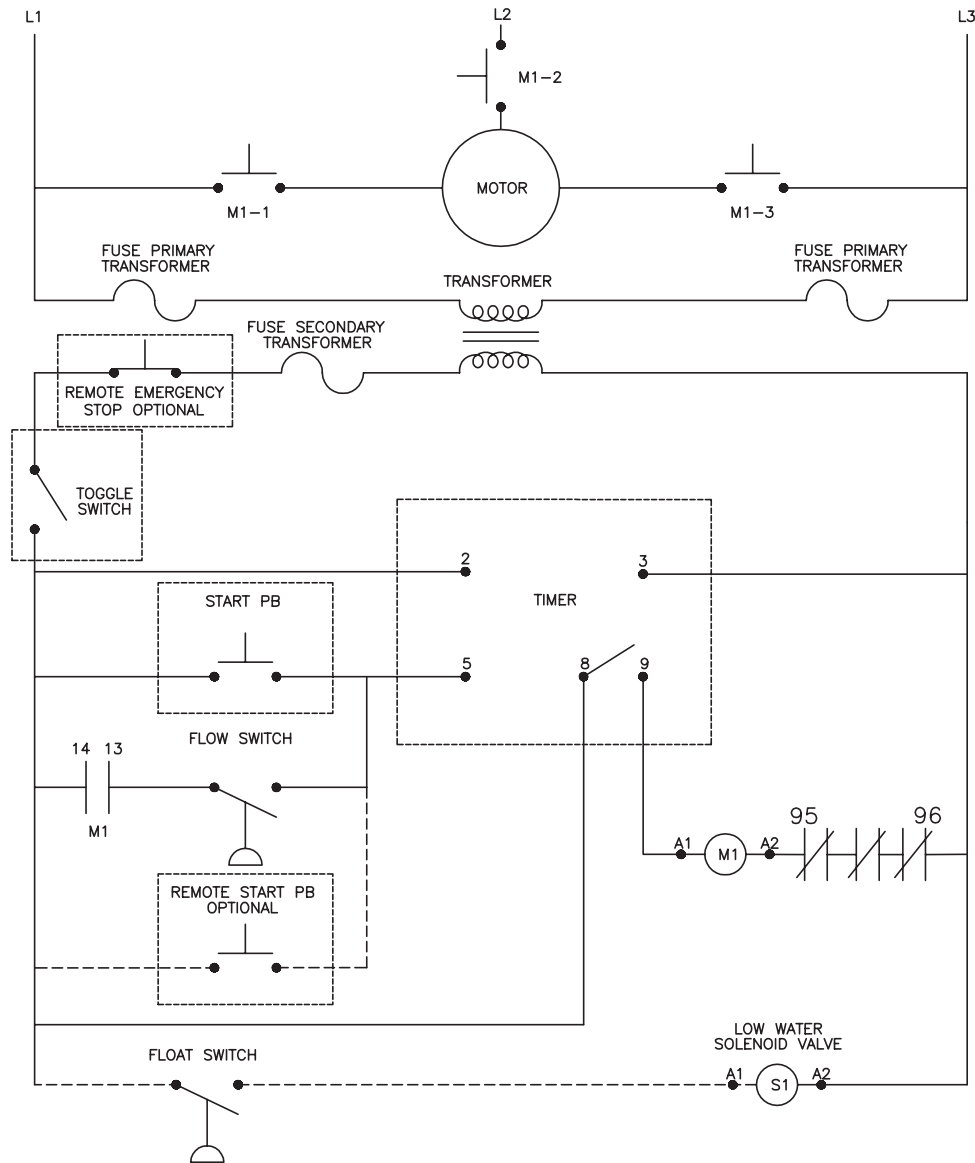 L1
L2
L3
M1-2
MOTOR
M1-1
M1-3
FUSE PRIMARY
TRANSFORMER
TRANSFORMER
FUSE PRIMARY
TRANSFORMER
FUSE SECONDARY
TRANSFORMER
REMOTE EMERGENCY
STOP OPTIONAL
TOGGLE
SWITCH
2
3
TIMER
START PB
5
8
9
FLOW SWITCH
14 13
M1
95
96
A1
M1
A2
REMOTE START PB
OPTIONAL
LOW WATER
SOLENOID VALVE
FLOAT SWITCH
A1
S1
A2